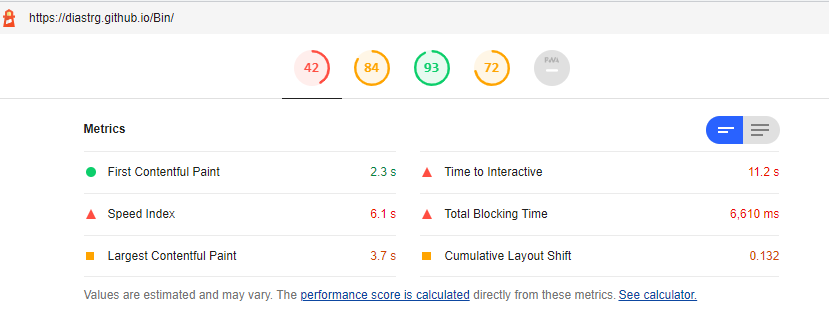 https://diastrg.github.io/Bin/
42 84 93 72 PWA
Metrics
First Contentful Paint 2.3 s Time to Interactive 11.2 s
Speed Index 6.1 s Total Blocking Time 6,610 ms
Largest Contentful Paint 3.7 s Cumulative Layout Shift 0.132
Values are estimated and may vary. The performance score is calculated directly from these metrics. See calculator.